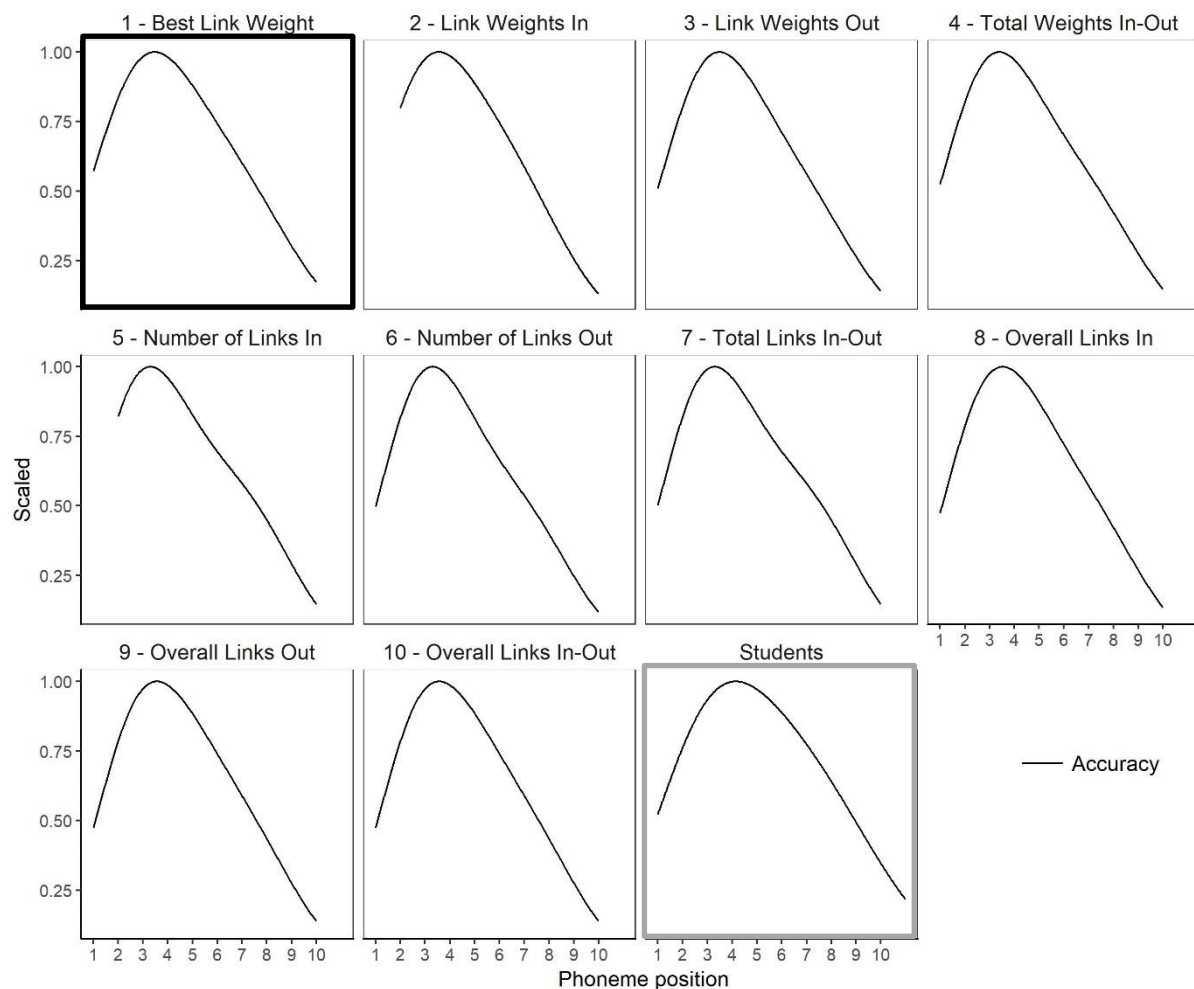 1 - Best Link Weight
2 - Link Weights In
3 - Link Weights Out
4 - Total Weights In-Out
1.00
0.75
0.50
0.25
5 - Number of Links In
6 - Number of Links Out
7 - Total Links In-Out
8 - Overall Links In
1.00
0.75
0.50
0.25
Scaled
1 2 3 4 5 6 7 8 9 10
9 - Overall Links Out
10 - Overall Links In-Out
Students
1.00
0.75
0.50
0.25
Accuracy
1 2 3 4 5 6 7 8 9 10
1 2 3 4 5 6 7 8 9 10
1 2 3 4 5 6 7 8 9 10
Phoneme position